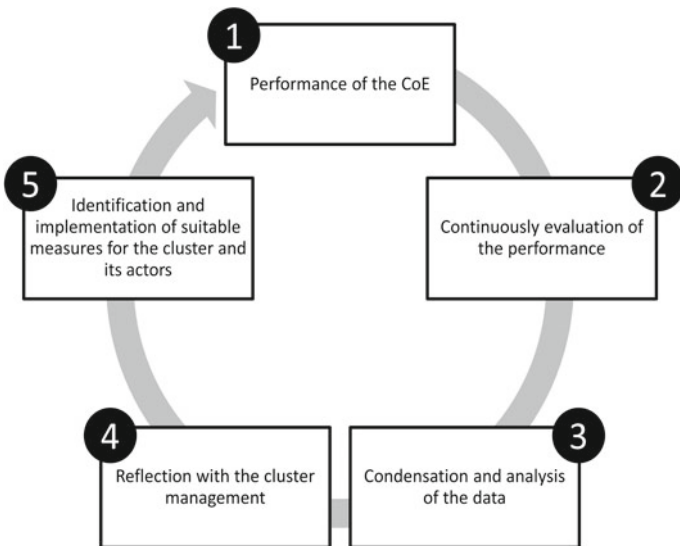 1
Performance of the CoE
2
Continuously evaluation of
the performance
3
Condensation and analysis
of the data
4
Reflection with the cluster
management
5
Identification and
implementation of suitable
measures for the cluster and
its actors